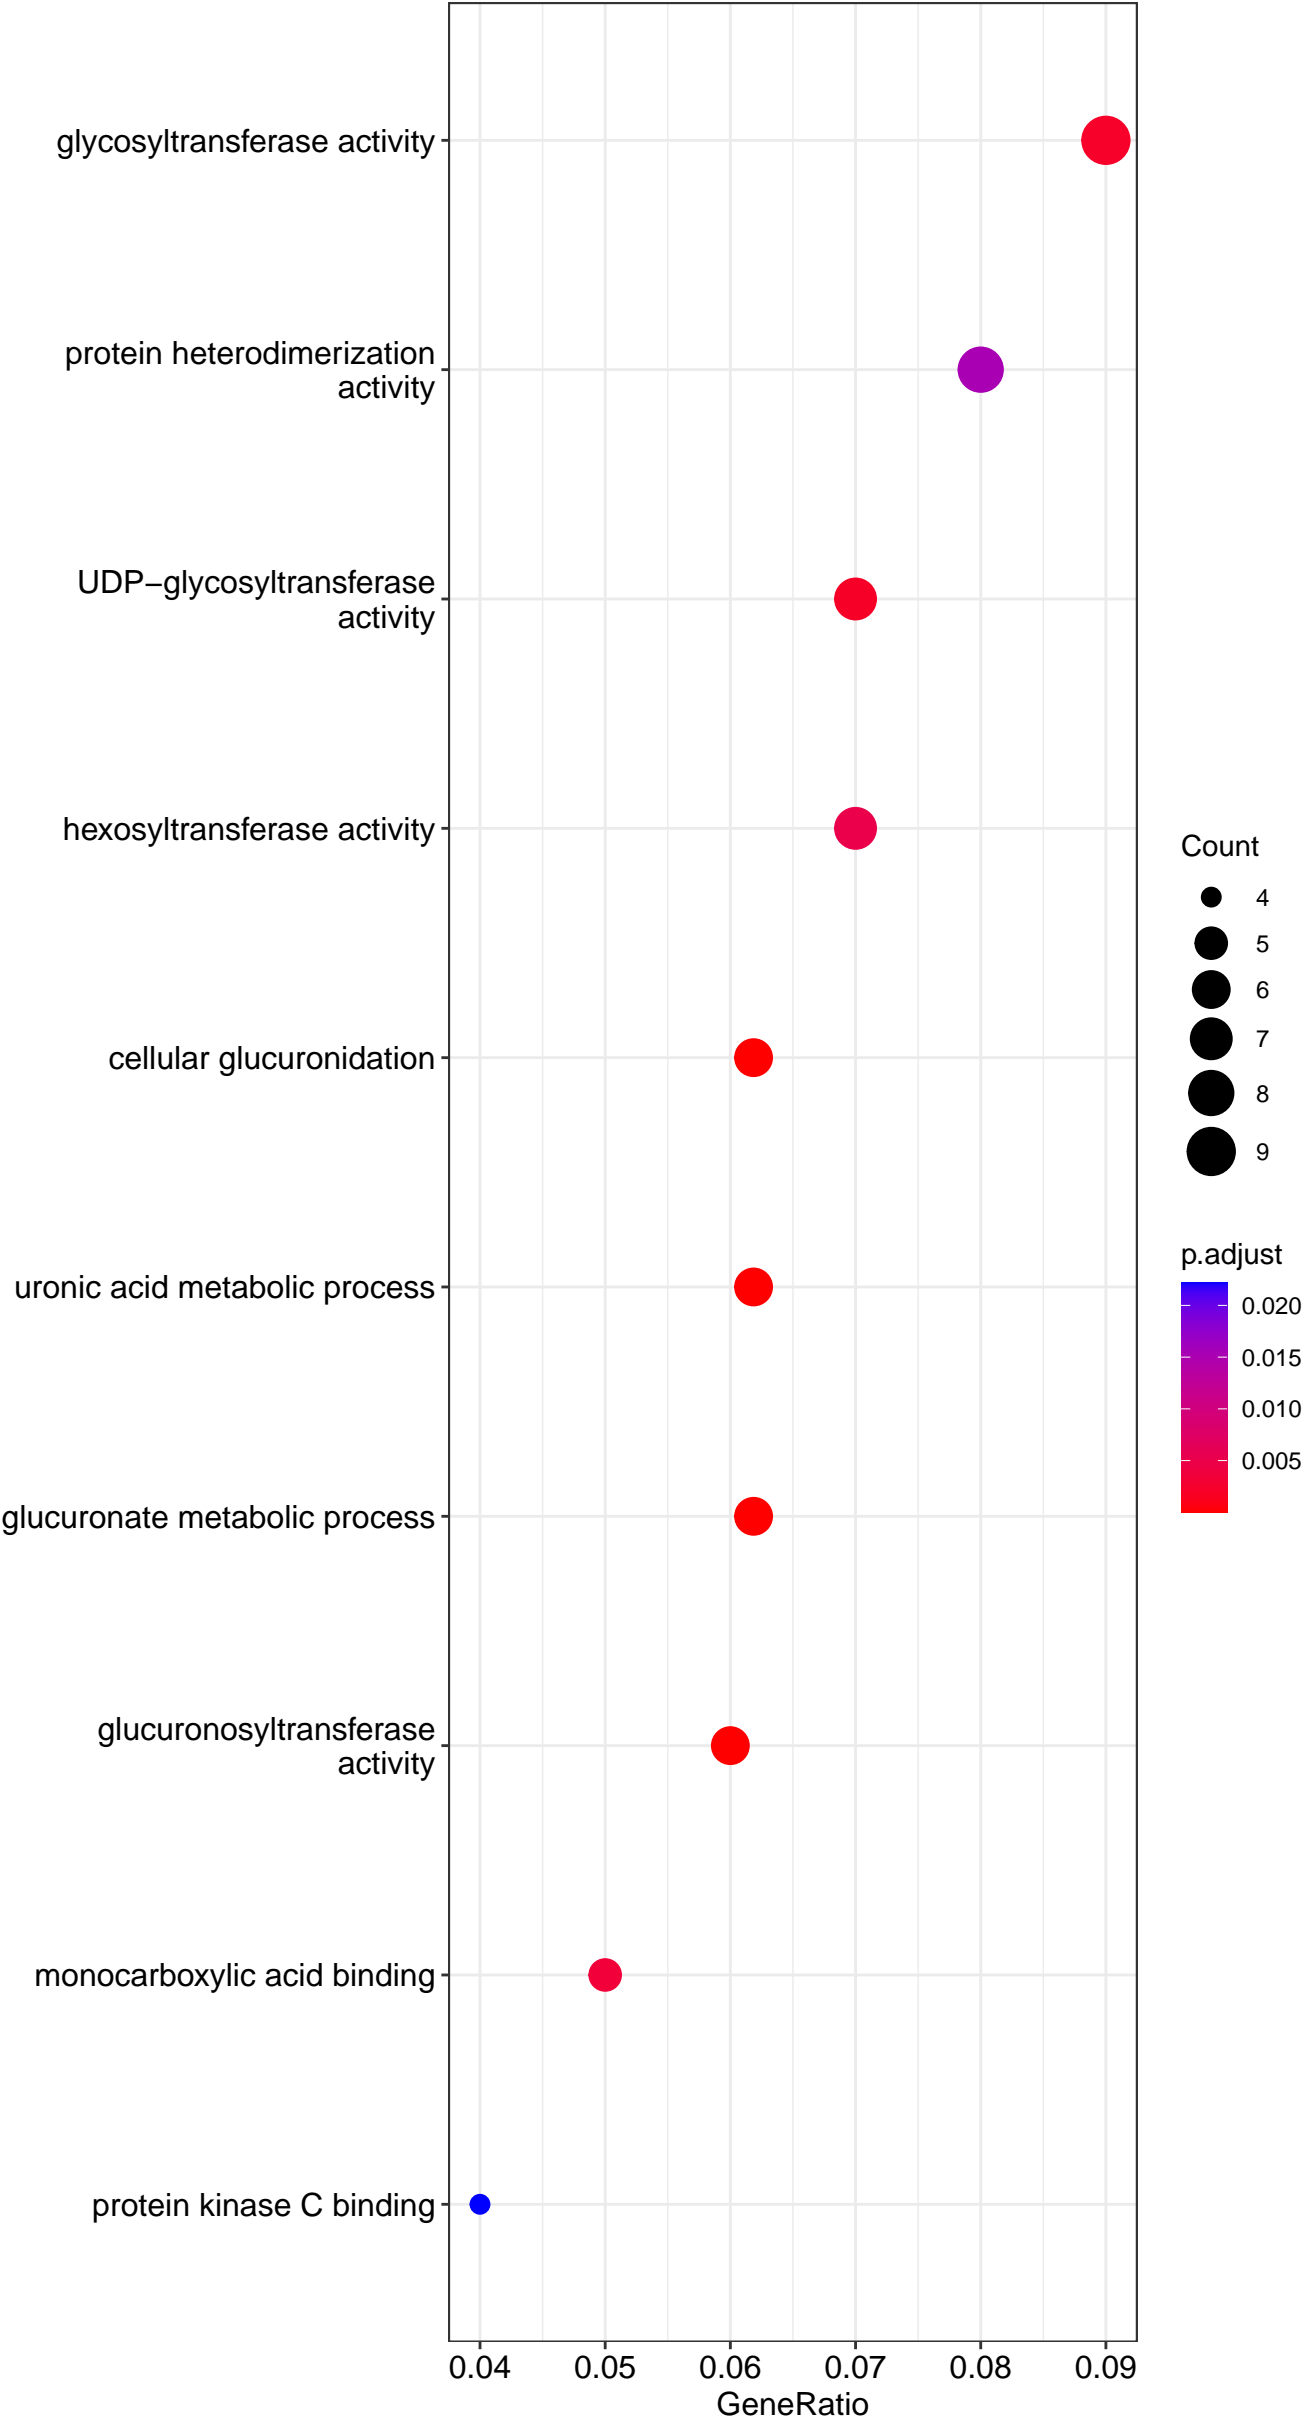 glycosyltransferase activity
protein heterodimerization
activity
UDP−glycosyltransferase
activity
hexosyltransferase activity
cellular glucuronidation
uronic acid metabolic process
glucuronate metabolic process
glucuronosyltransferase
activity
monocarboxylic acid binding
protein kinase C binding
0.04 0.05 0.06 0.07 0.08 0.09
GeneRatio
Count
4
5
6
7
8
9
p.adjust
0.020
0.015
0.010
0.005